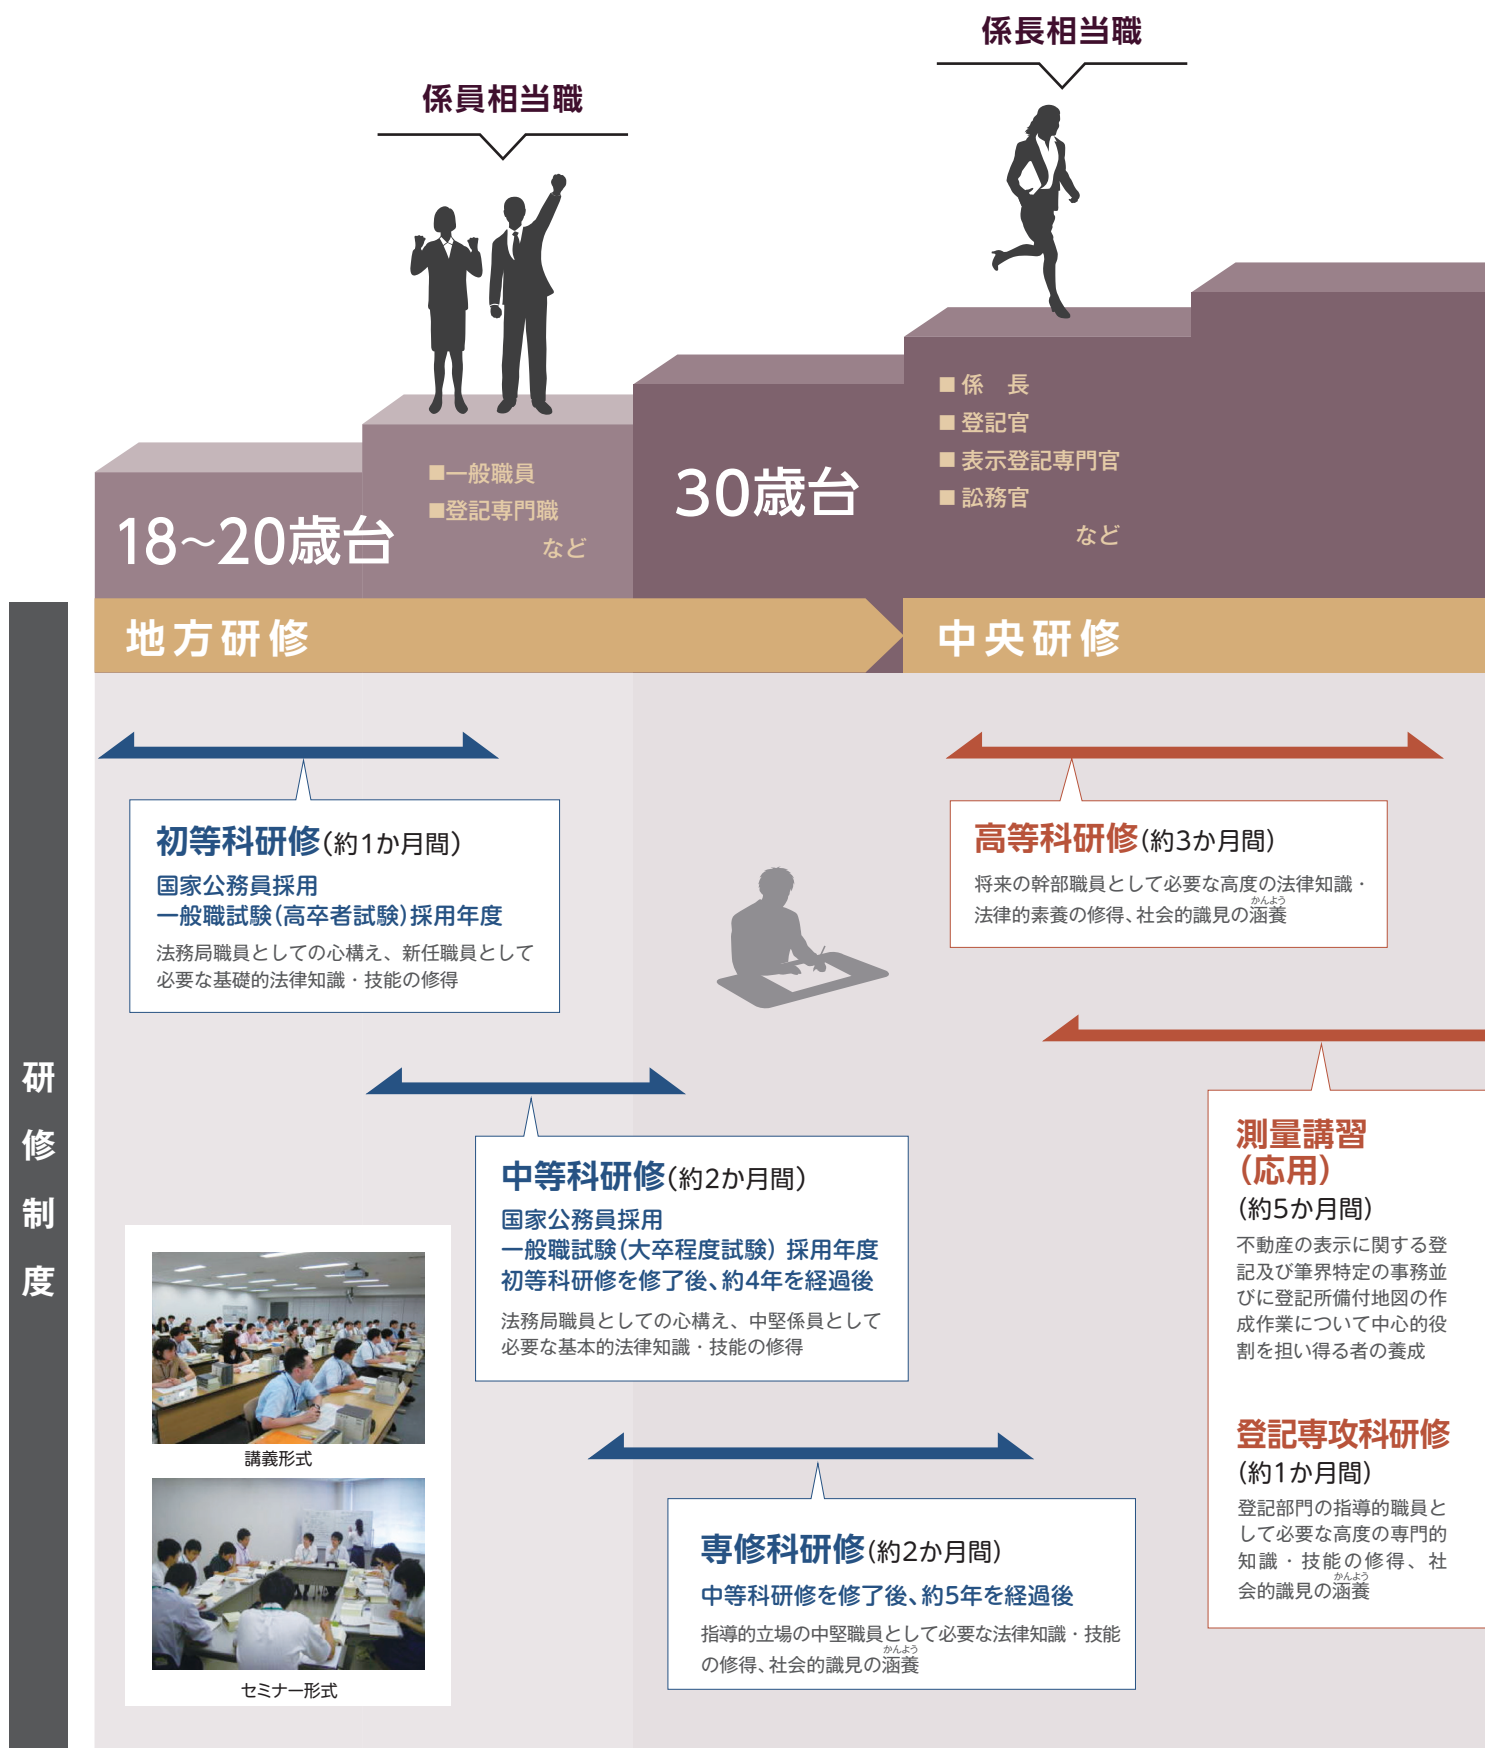 係長相当職
係員相当職
■ 係　長
■ 登記官
■ 表示登記専門官
■ 訟務官
など
■一般職員
■登記専門職
など
30歳台
18～20歳台
地方研修
中央研修
研修制度
初等科研修(約1か月間)
国家公務員採用
一般職試験(高卒者試験)採用年度
法務局職員としての心構え、新任職員として
必要な基礎的法律知識・技能の修得
高等科研修(約3か月間)
将来の幹部職員として必要な高度の法律知識・
かんよう
法律的素養の修得、社会的識見の涵養
中等科研修(約2か月間)
国家公務員採用
一般職試験(大卒程度試験) 採用年度
初等科研修を修了後、約4年を経過後
法務局職員としての心構え、中堅係員として
必要な基本的法律知識・技能の修得
測量講習
(応用)
(約5か月間)
不動産の表示に関する登
記及び筆界特定の事務並
びに登記所備付地図の作
成作業について中心的役
割を担い得る者の養成
登記専攻科研修
(約1か月間)
登記部門の指導的職員と
して必要な高度の専門的
知識・技能の修得、社
かんよう
会的識見の涵養
講義形式
セミナー形式
専修科研修(約2か月間)
中等科研修を修了後、約5年を経過後
指導的立場の中堅職員として必要な法律知識・技能
かんよう
の修得、社会的識見の涵養